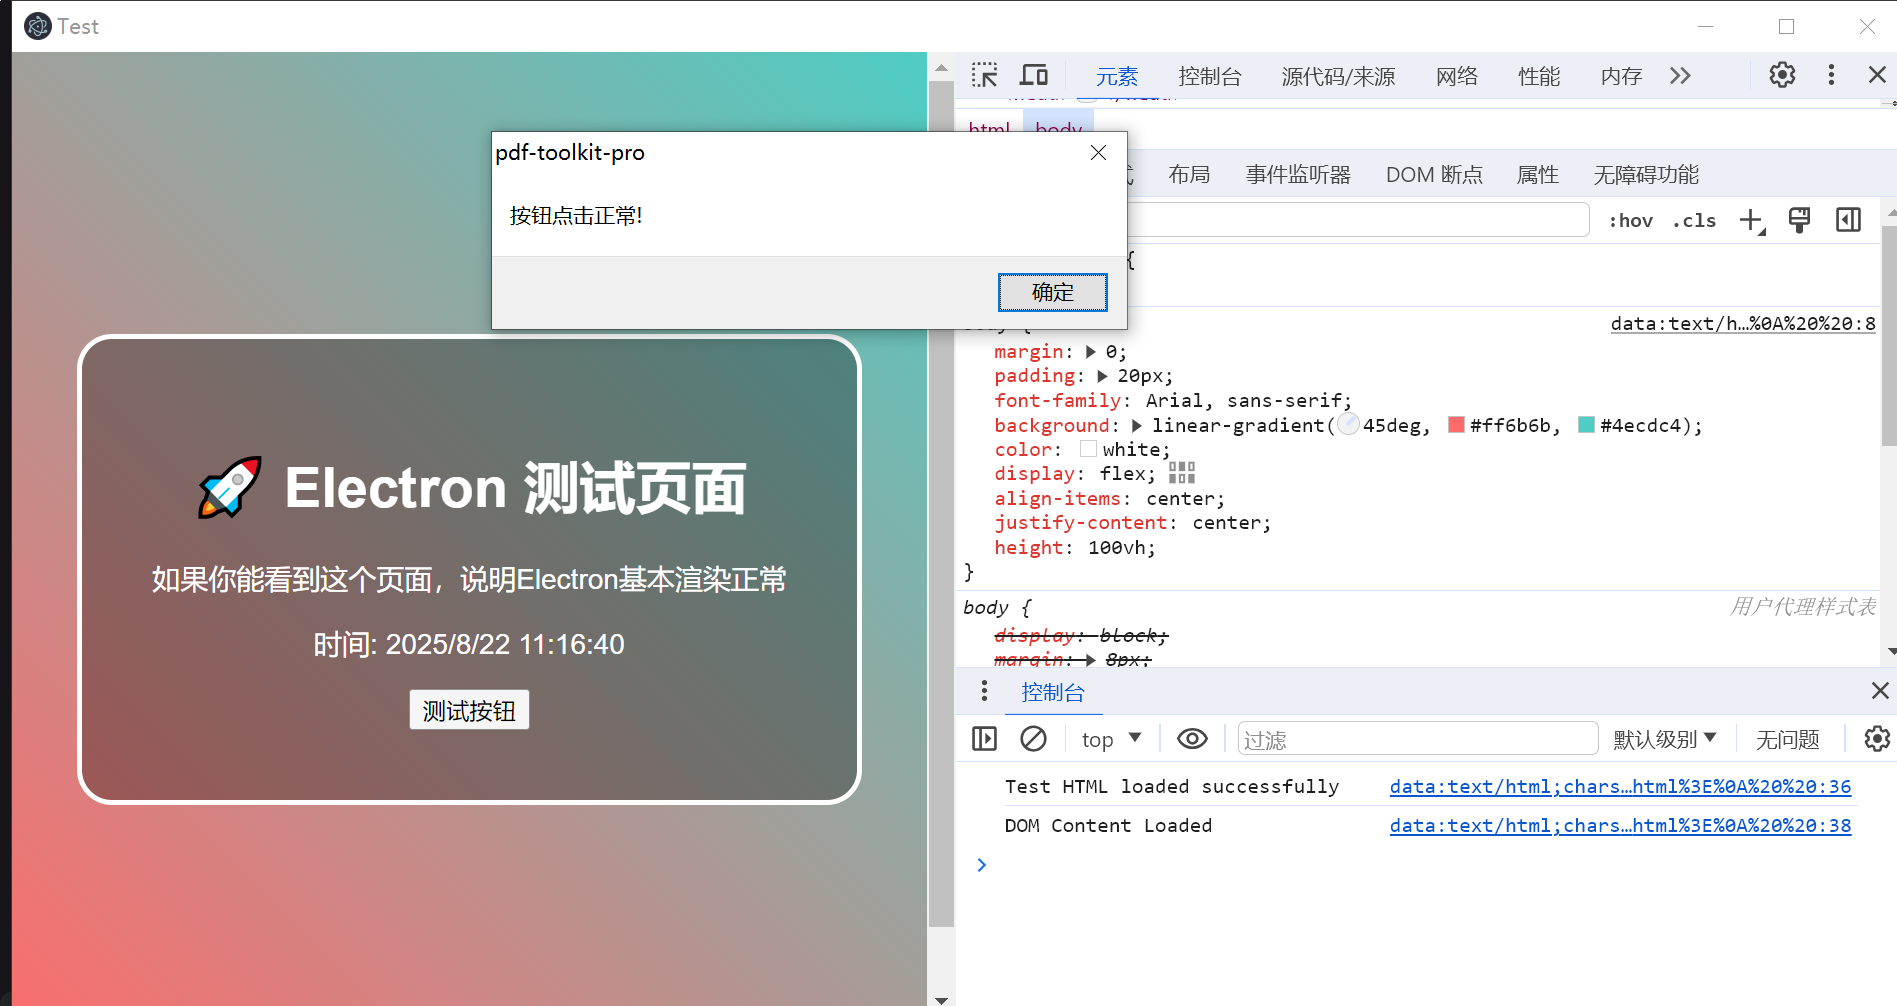 Test
元素 控制台 源代码/来源 网络 性能 内存
html body
布局 事件监听器 DOM 断点 属性 无障碍功能
:hov .cls
{
pdf-toolkit-pro
按钮点击正常!
确定
body {
data:text/h…%0A%20%20:8
margin: 0;
padding: 20px;
font-family: Arial, sans-serif;
background: linear-gradient(45deg, #ff6b6b, #4ecdc4);
color: white;
display: flex;
align-items: center;
justify-content: center;
height: 100vh;
}
body {
用户代理样式表
display: block;
margin: 8px;
🚀 Electron 测试页面
如果你能看到这个页面，说明Electron基本渲染正常
时间: 2025/8/22 11:16:40
测试按钮
控制台
top 过滤 默认级别 无问题
Test HTML loaded successfully data:text/html;chars…html%3E%0A%20%20:36
DOM Content Loaded data:text/html;chars…html%3E%0A%20%20:38